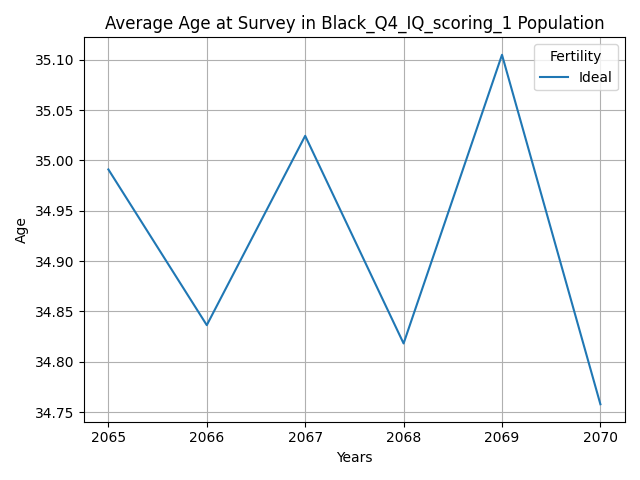 Average Age at Survey in Black_Q4_IQ_scoring_1 Population
Fertility
Ideal
35.10
35.05
35.00
34.95
34.90
34.85
34.80
34.75
Age
2065 2066 2067 2068 2069 2070
Years